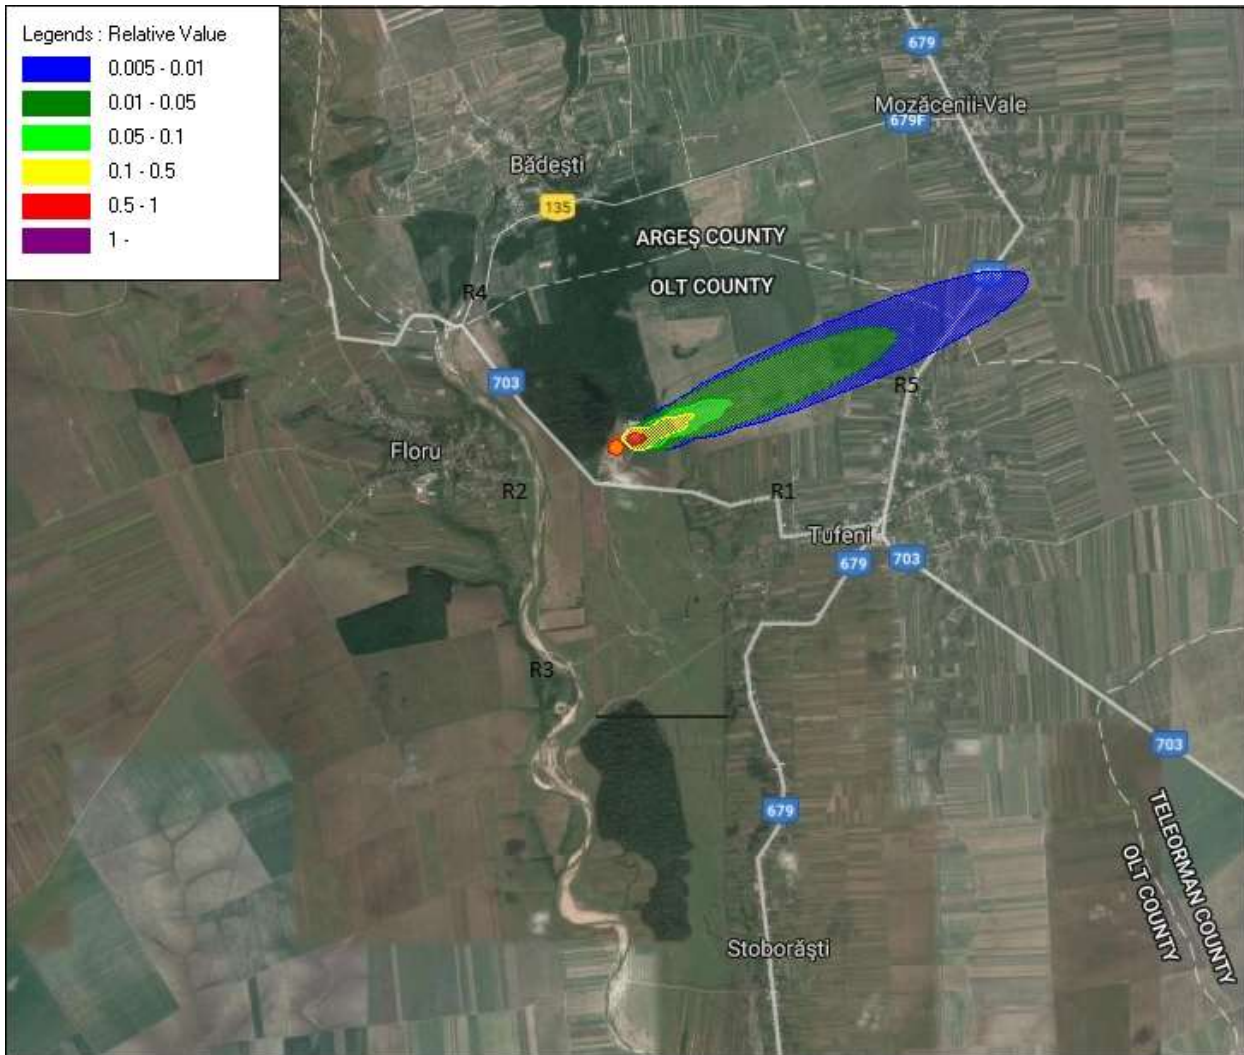 Legends : Relative Value
0.005 - 0.01
0.01 - 0.05
0.05 - 0.1
0.1 - 0.5
0.5 - 1
1 -
679
Mozăcenii-Vale
679F
Bădești
135
ARGEȘ COUNTY
OLT COUNTY
R4
703
R5
Floru
R2
R1
Tufeni
679
703
R3
703
679
TELEORMAN COUNTY
OLT COUNTY
Stoborăști